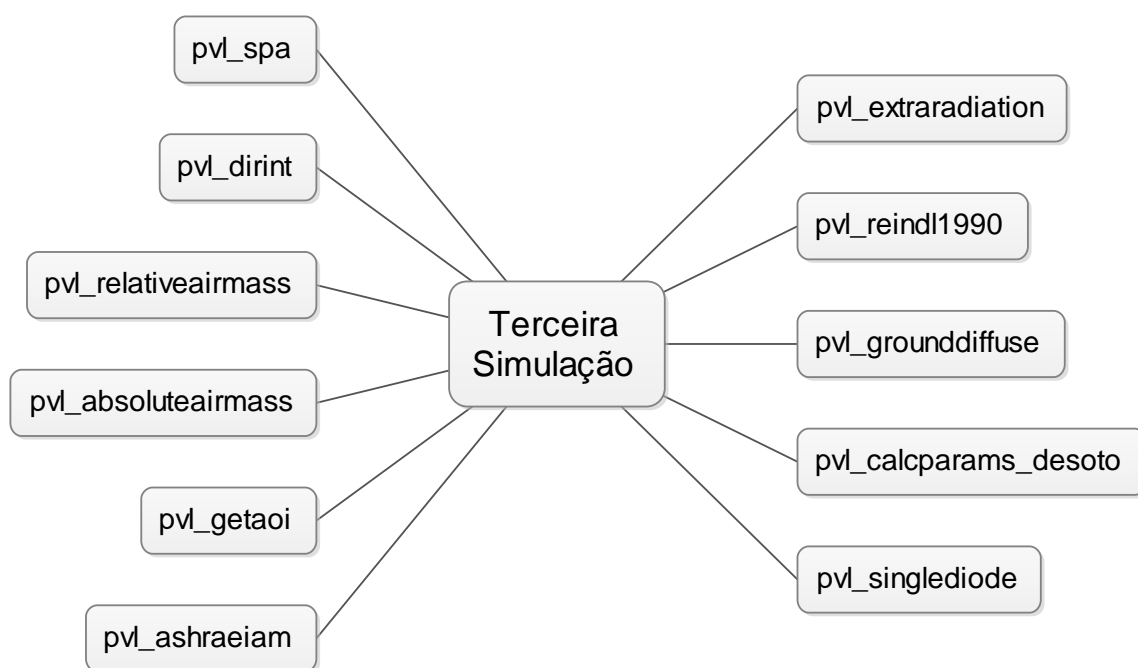 pvl_spa
pvl_dirint
pvl_relativeairmass
pvl_absoluteairmass
pvl_getaoi
pvl_ashraeiam
Terceira
Simulação
pvl_extraradiation
pvl_reindl1990
pvl_grounddiffuse
pvl_calcparams_desoto
pvl_singlediode